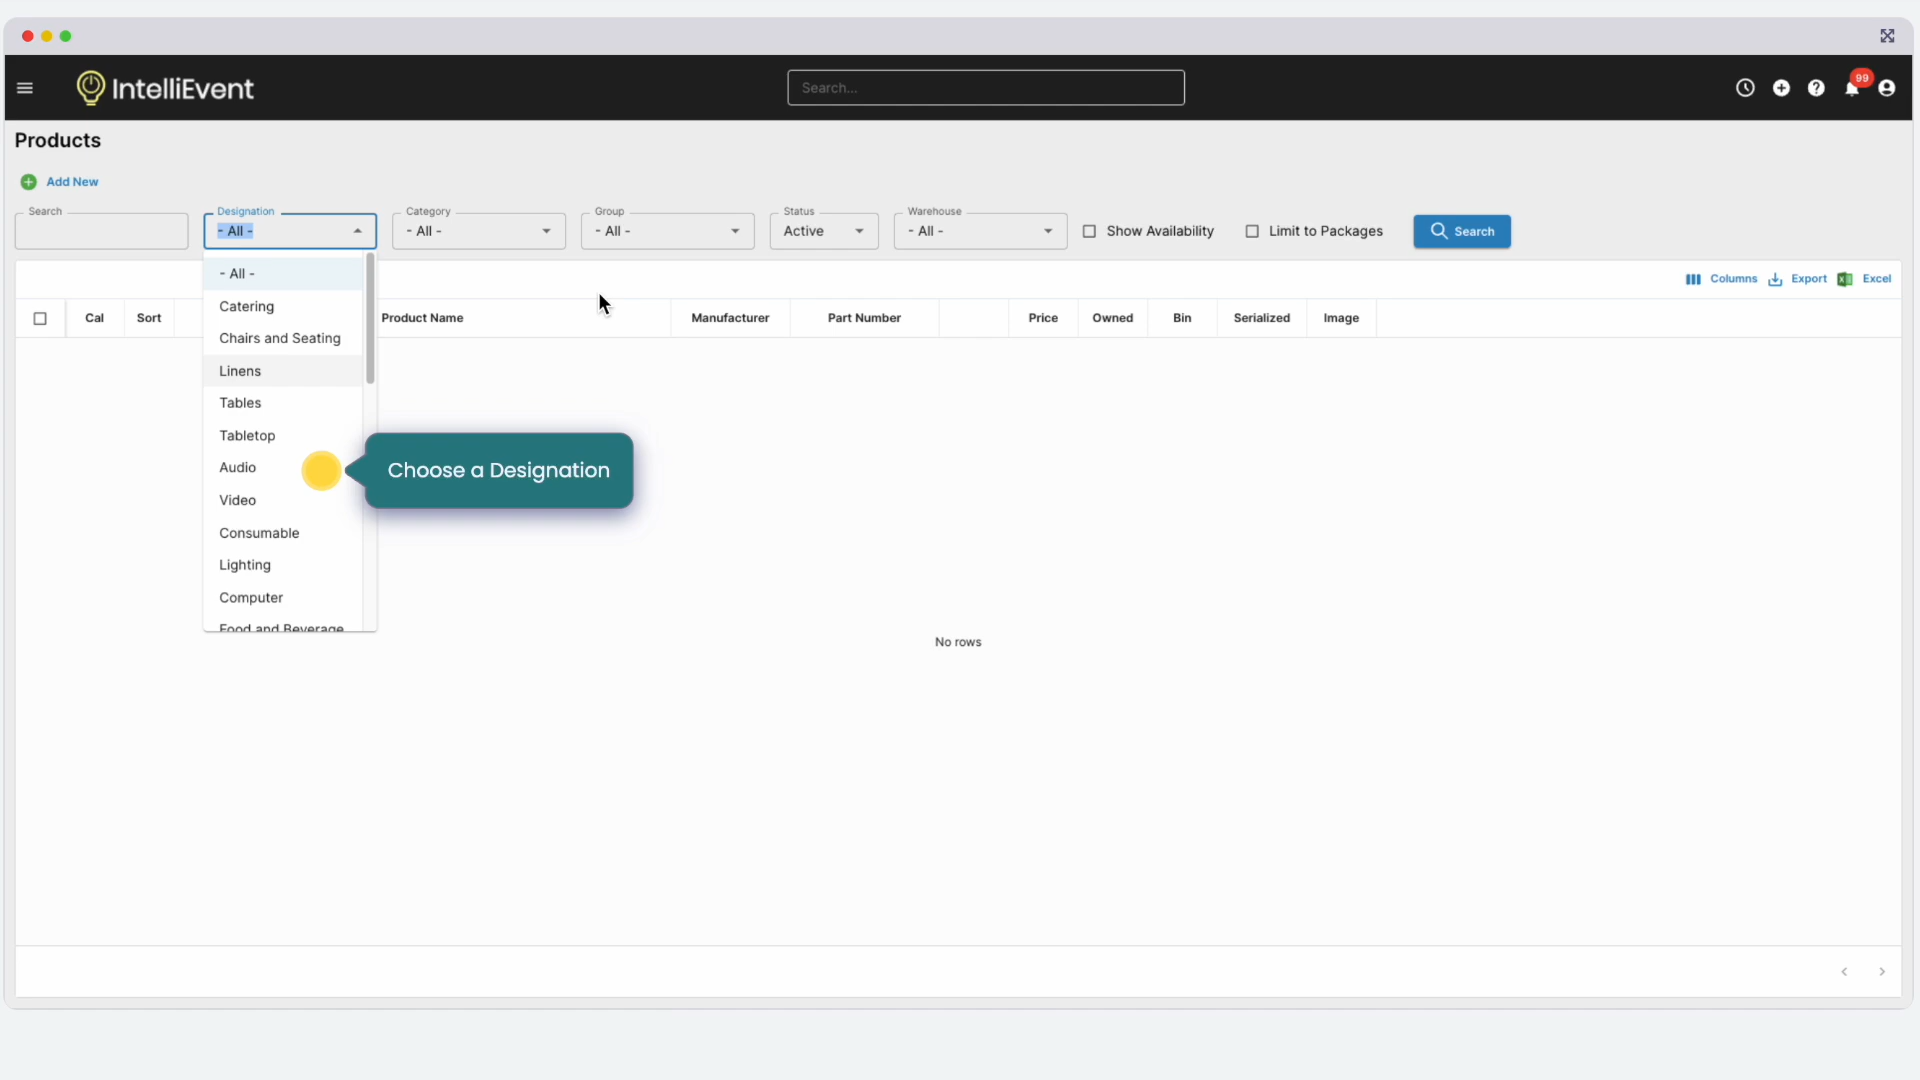 IntelliEvent
Search...
99
Products
Add New
Search
Designation
- All -
Category
- All -
Group
- All -
Status
Active
Warehouse
- All -
Show Availability
Limit to Packages
Search
- All -
Catering
Chairs and Seating
Linens
Tables
Tabletop
Audio
Video
Consumable
Lighting
Computer
Food and Beverage
Columns
Export
Excel
Cal
Sort
Product Name
Manufacturer
Part Number
Price
Owned
Bin
Serialized
Image
Choose a Designation
No rows